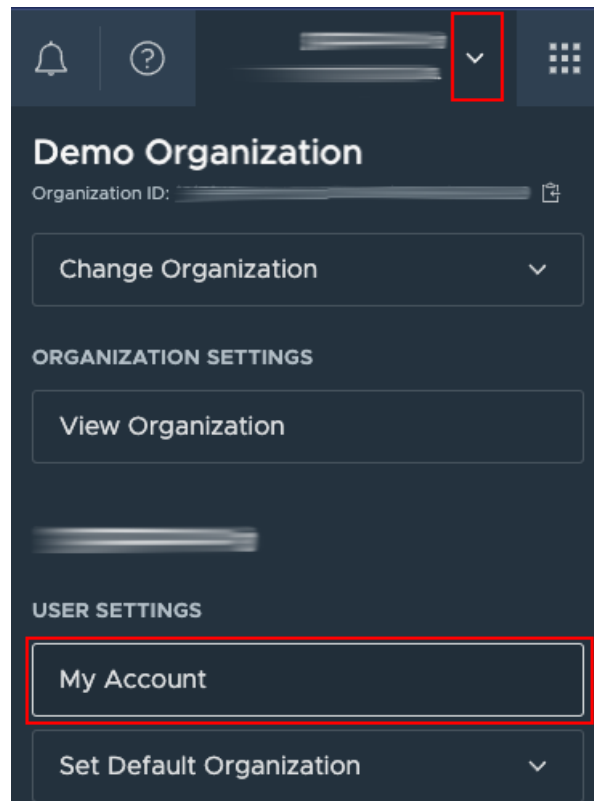 Demo Organization
Organization ID:
Change Organization
ORGANIZATION SETTINGS
View Organization
USER SETTINGS
My Account
Set Default Organization